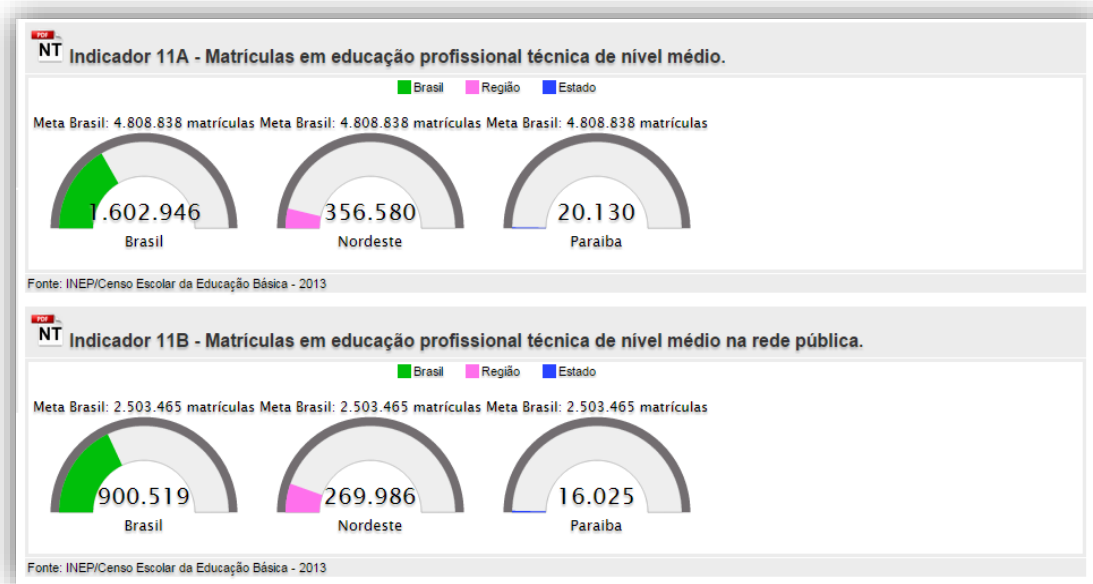 PDF
NT Indicador 11A - Matrículas em educação profissional técnica de nível médio.
Brasil Região Estado
Meta Brasil: 4.808.838 matrículas Meta Brasil: 4.808.838 matrículas Meta Brasil: 4.808.838 matrículas
1.602.946 356.580 20.130
Brasil Nordeste Paraiba
Fonte: INEP/Censo Escolar da Educação Básica - 2013
PDF
NT Indicador 11B - Matrículas em educação profissional técnica de nível médio na rede pública.
Brasil Região Estado
Meta Brasil: 2.503.465 matrículas Meta Brasil: 2.503.465 matrículas Meta Brasil: 2.503.465 matrículas
900.519 269.986 16.025
Brasil Nordeste Paraiba
Fonte: INEP/Censo Escolar da Educação Básica - 2013